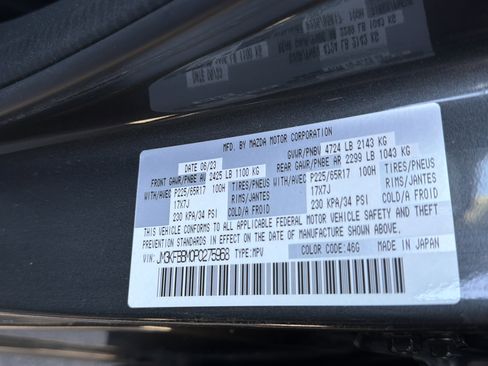 MFD. BY MAZDA MOTOR CORPORATION
DATE 06/23 GVWR/PNBV 4724 LB 2143 KG
FRONT GAWR/PNBE AV 2425 LB 1100 KG REAR GAWR/PNBE AR 2299 LB 1043 KG
WITH/AVEC P225/65R17 100H TIRES/PNEUS WITH/AVEC P225/65R17 100H TIRES/PNEUS
17X7J RIMS/JANTES 17X7J RIMS/JANTES
230 KPA/34 PSI COLD/A FROID 230 KPA/34 PSI COLD/A FROID
THIS VEHICLE CONFORMS TO ALL APPLICABLE FEDERAL MOTOR VEHICLE SAFETY AND THEFT
PREVENTION STANDARDS IN EFFECT ON THE DATE OF MANUFACTURE SHOWN ABOVE.
VIN: JM3KFBBM0P0275968 TYPE:MPV COLOR CODE:46G MADE IN JAPAN